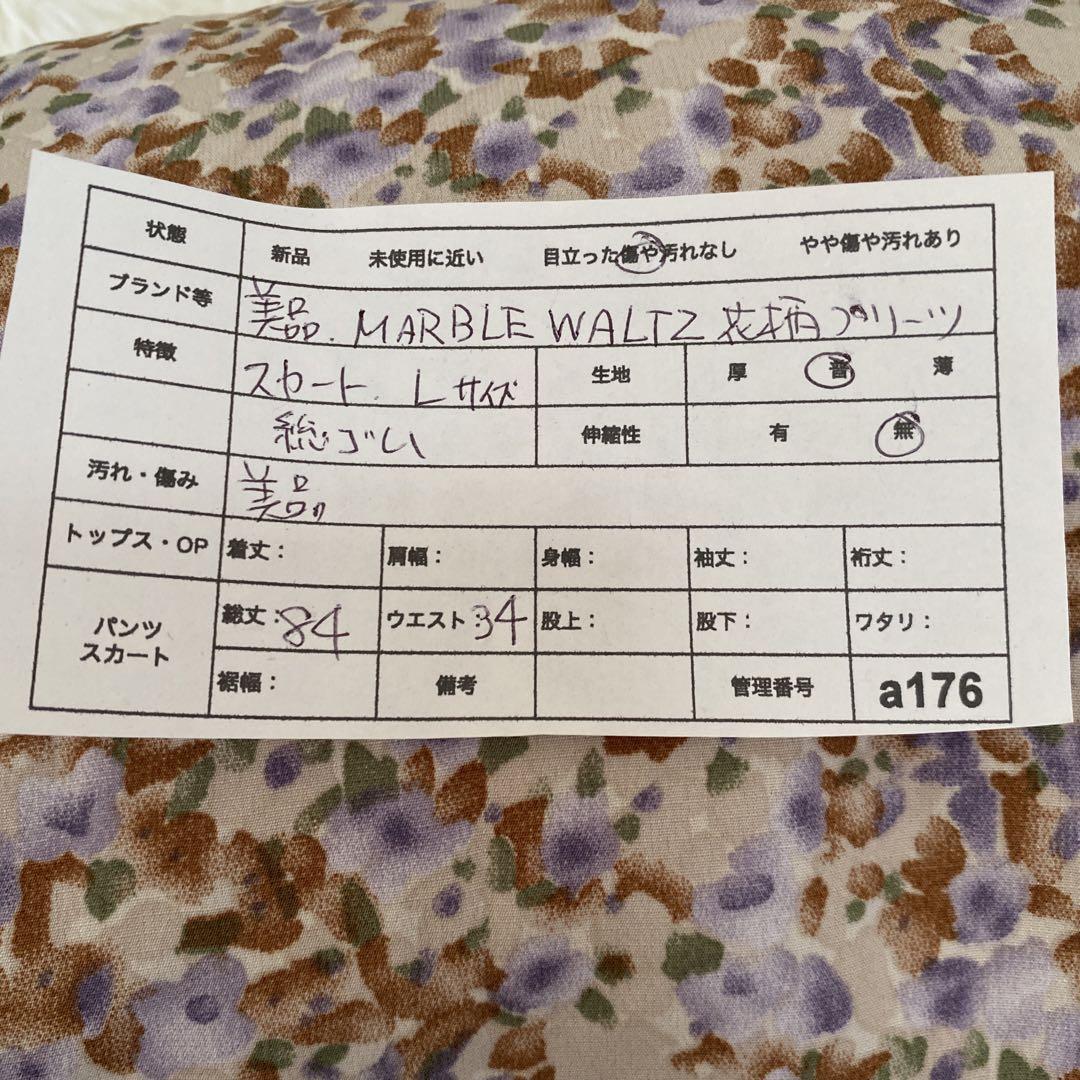 状態 新品 未使用に近い 目立った傷や汚れなし やや傷や汚れあり
ブランド等 美品. MARBLE WALTZ 花柄プリーツ
特徴 スカート. Lサイズ 生地 厚 普 薄
総ゴム 伸縮性 有 無
汚れ・傷み 美品
トップス・OP 着丈: 肩幅: 身幅: 袖丈: 裄丈:
パンツ スカート 総丈:84 ウエスト:34 股上: 股下: ワタリ:
裾幅: 備考 管理番号 a176